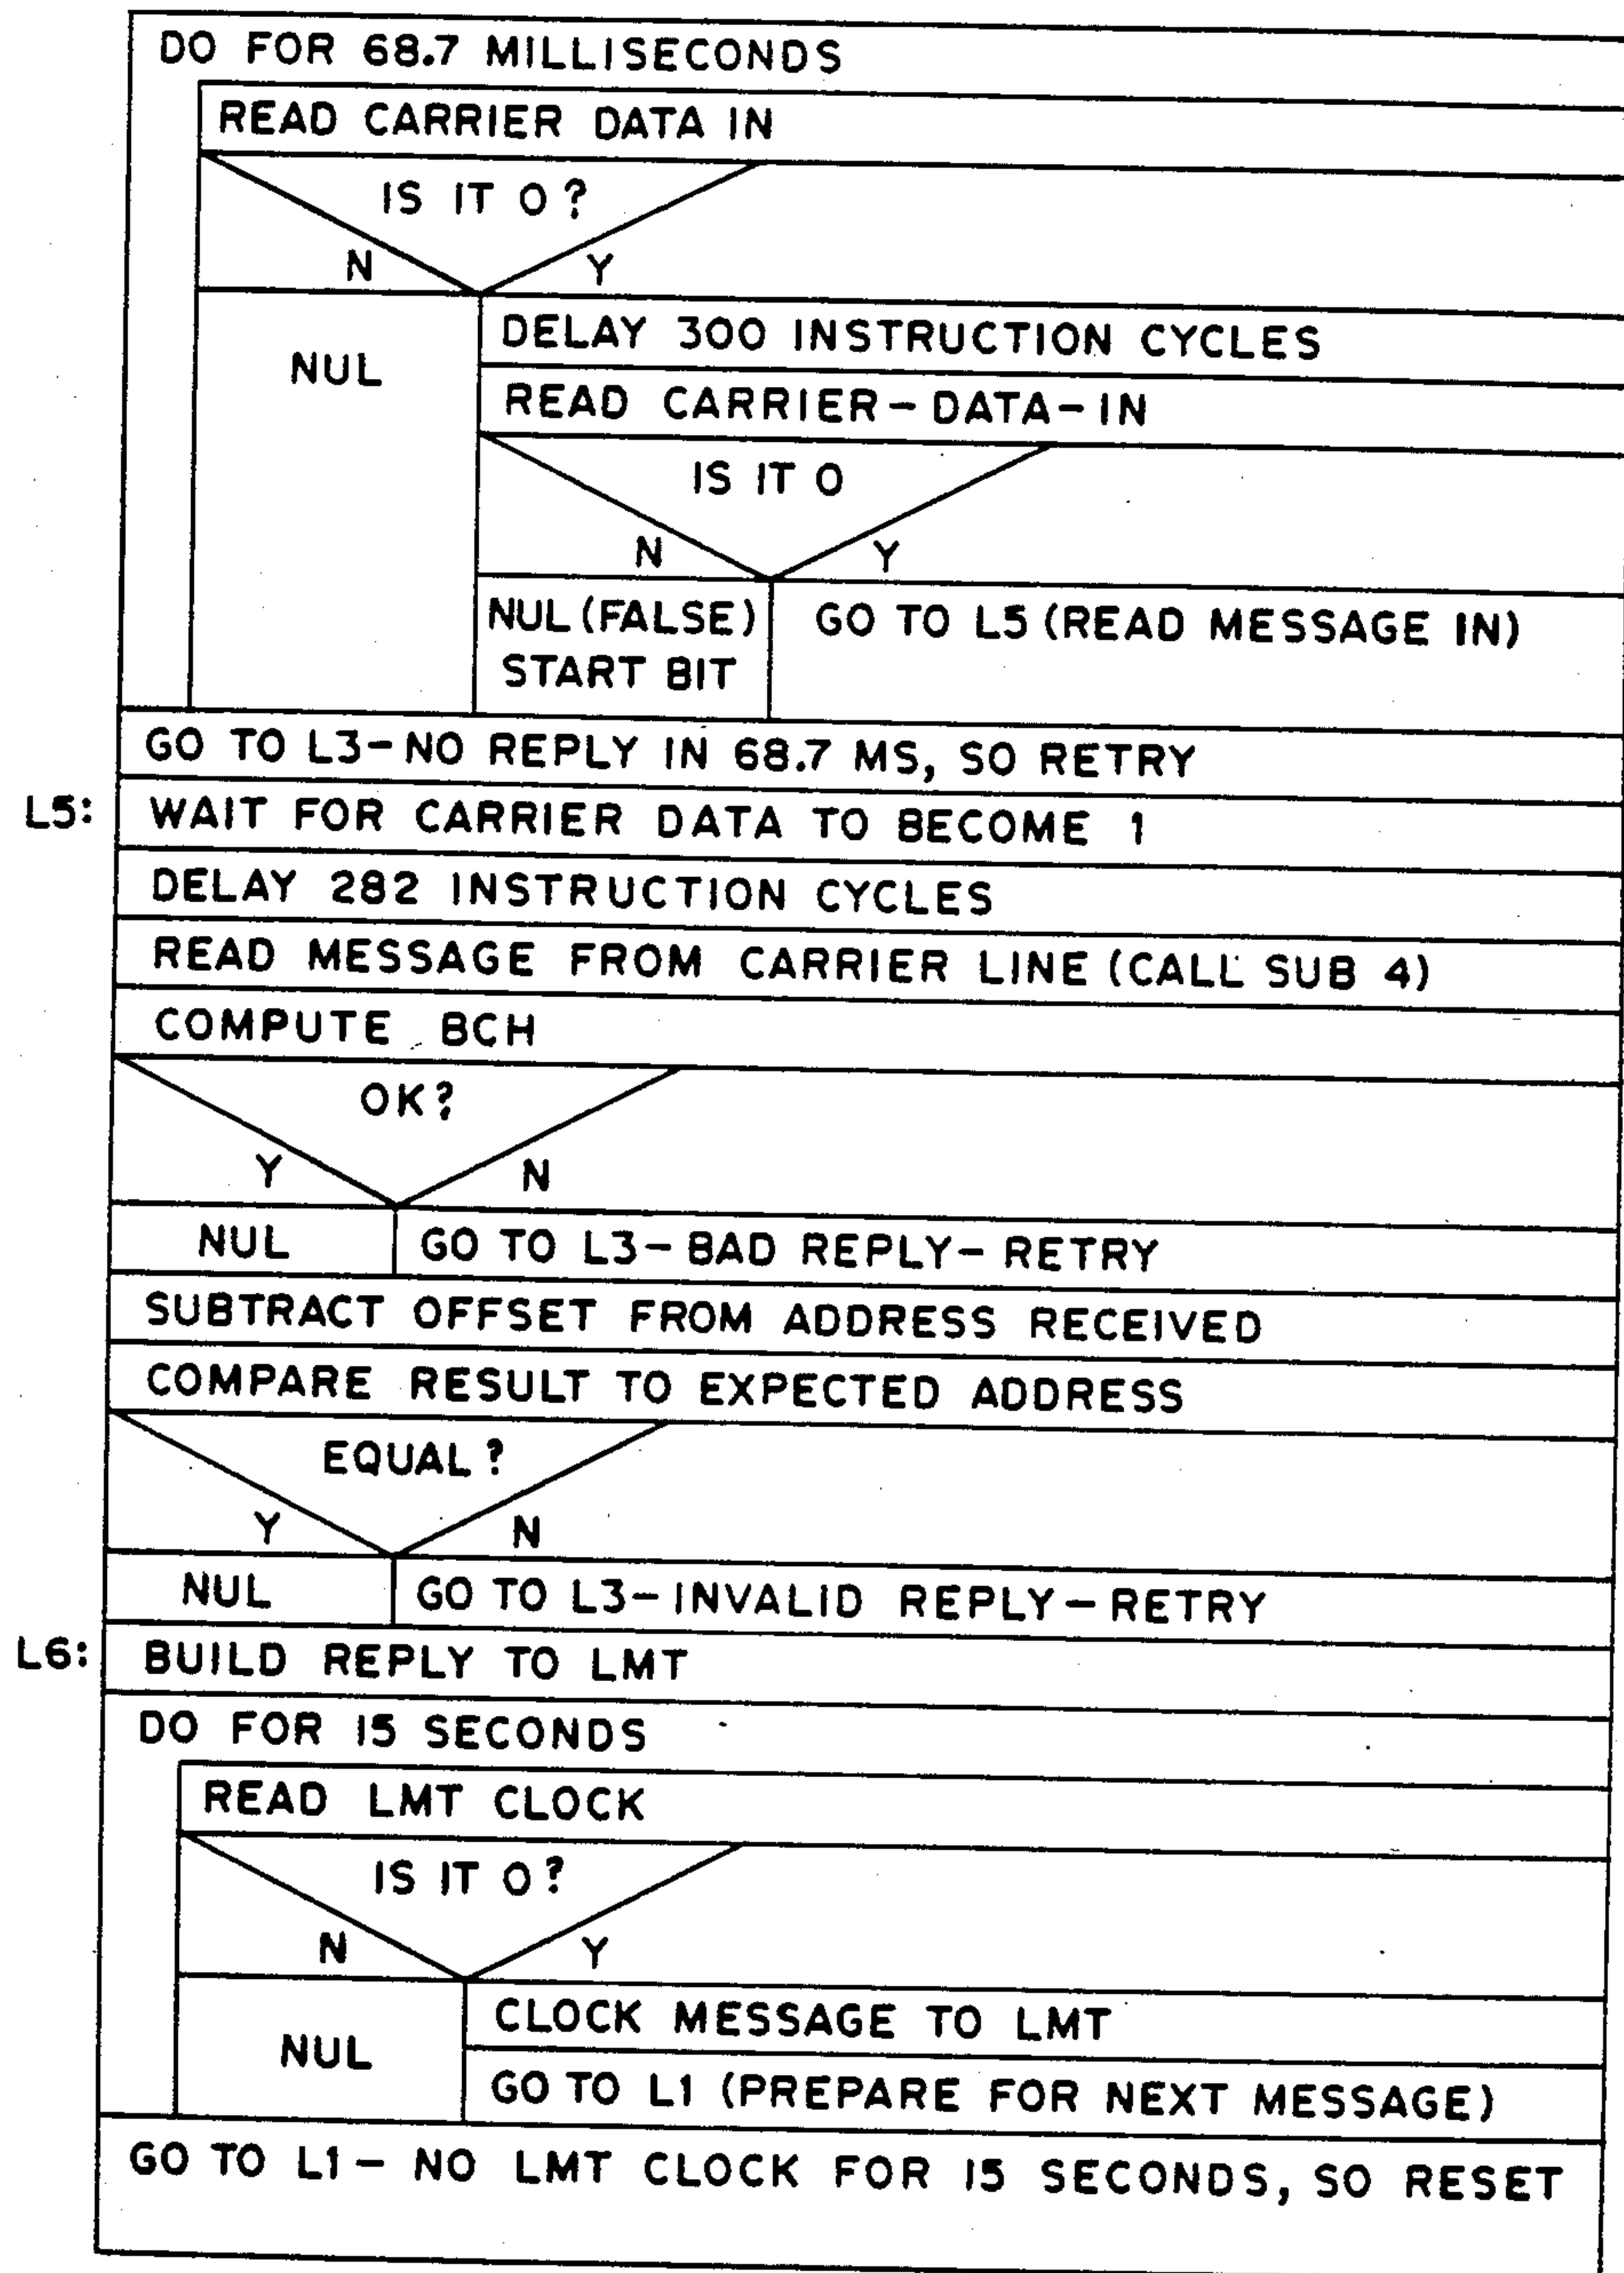 DO FOR 68.7 MILLISECONDS
READ CARRIER DATA IN
IS IT 0?
N
Y
NUL
DELAY 300 INSTRUCTION CYCLES
READ CARRIER-DATA-IN
IS IT 0
N
Y
NUL (FALSE)
START BIT
GO TO L5 (READ MESSAGE IN)
GO TO L3-NO REPLY IN 68.7 MS, SO RETRY
L5:
WAIT FOR CARRIER DATA TO BECOME 1
DELAY 282 INSTRUCTION CYCLES
READ MESSAGE FROM CARRIER LINE (CALL SUB 4)
COMPUTE BCH
OK?
Y
N
NUL
GO TO L3-BAD REPLY-RETRY
SUBTRACT OFFSET FROM ADDRESS RECEIVED
COMPARE RESULT TO EXPECTED ADDRESS
EQUAL?
Y
N
NUL
GO TO L3-INVALID REPLY-RETRY
L6:
BUILD REPLY TO LMT
DO FOR 15 SECONDS
READ LMT CLOCK
IS IT 0?
N
Y
NUL
CLOCK MESSAGE TO LMT
GO TO L1 (PREPARE FOR NEXT MESSAGE)
GO TO L1- NO LMT CLOCK FOR 15 SECONDS, SO RESET